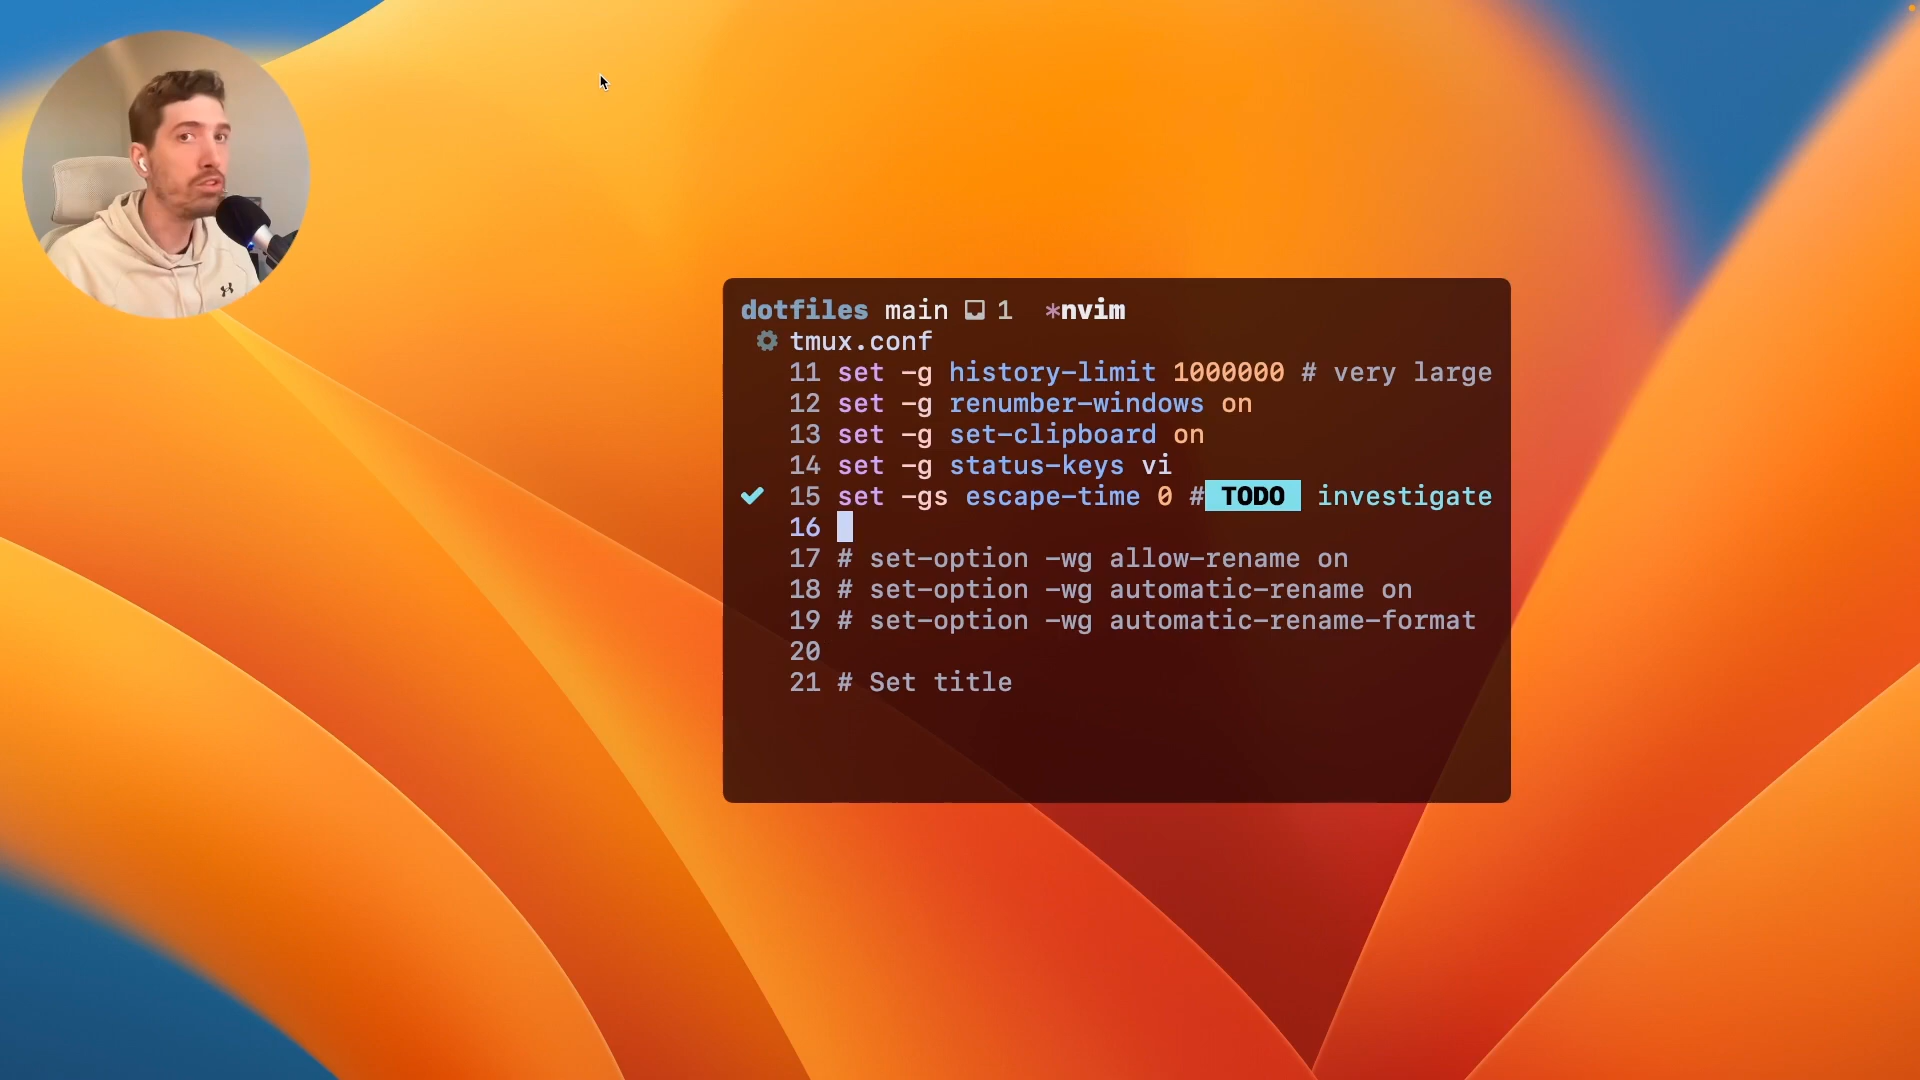 dotfiles main 1 *nvim
tmux.conf
11 set -g history-limit 1000000 # very large
12 set -g renumber-windows on
13 set -g set-clipboard on
14 set -g status-keys vi
15 set -gs escape-time 0 # TODO investigate
16
17 # set-option -wg allow-rename on
18 # set-option -wg automatic-rename on
19 # set-option -wg automatic-rename-format
20
21 # Set title